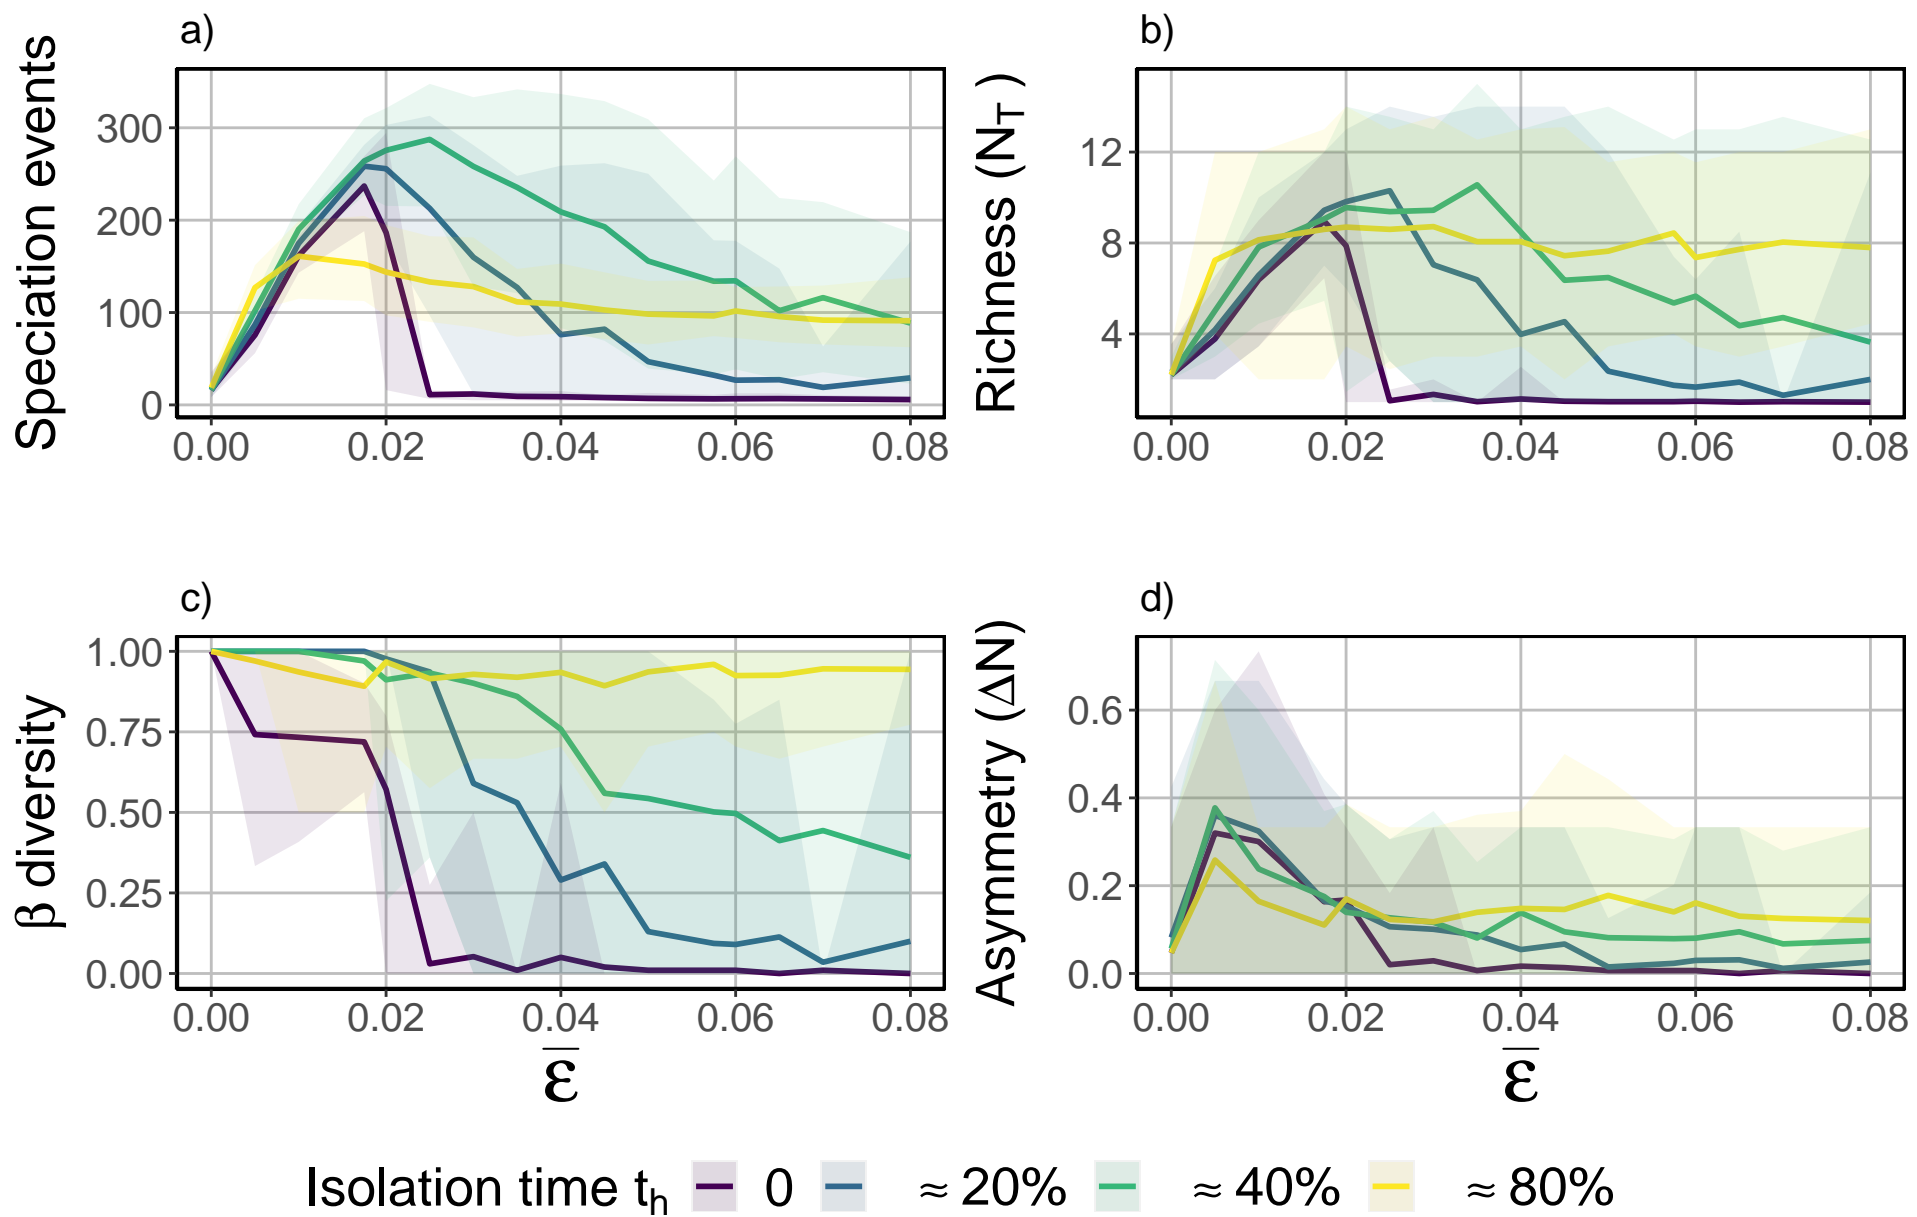 a)
Speciation events
300
200
100
0
0.00 0.02 0.04 0.06 0.08
b)
Richness (N_T)
12
8
4
0.00 0.02 0.04 0.06 0.08
c)
β diversity
1.00
0.75
0.50
0.25
0.00
0.00 0.02 0.04 0.06 0.08
ε̅
d)
Asymmetry (ΔN)
0.6
0.4
0.2
0.0
0.00 0.02 0.04 0.06 0.08
ε̅
Isolation time t_h 0 ≈ 20% ≈ 40% ≈ 80%